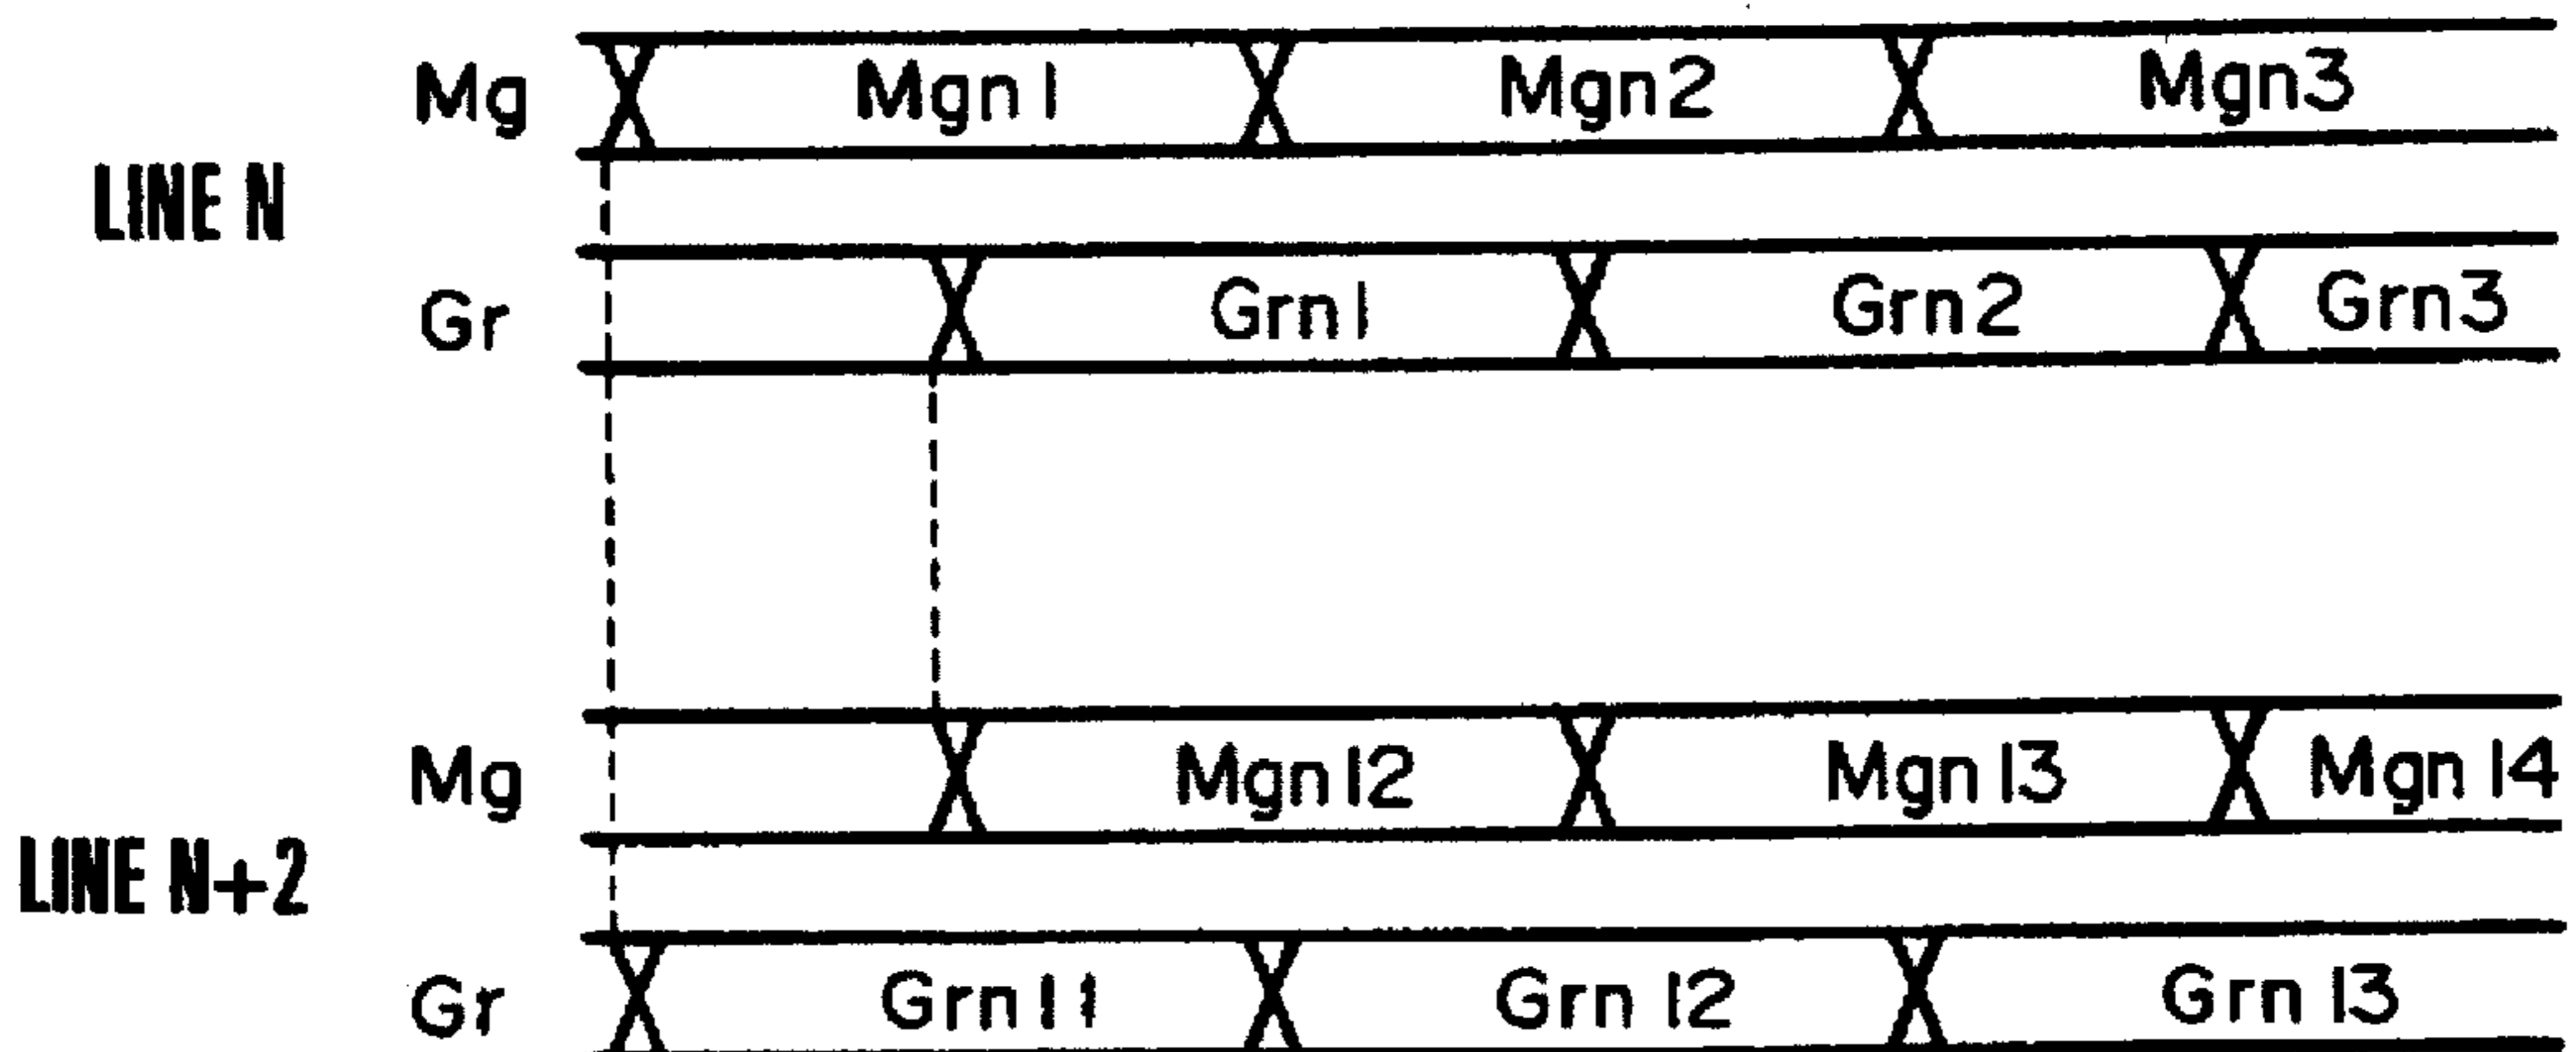 Mg Mgn1 Mgn2 Mgn3
LINE N
Gr Grn1 Grn2 Grn3
Mg Mgn12 Mgn13 Mgn14
LINE N+2
Gr Grn11 Grn12 Grn13